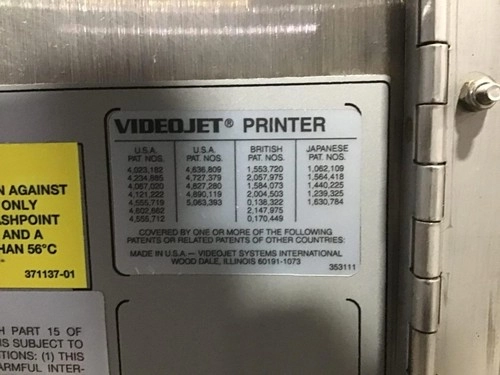 VIDEOJET® PRINTER
U.S.A. PAT. NOS.
4,023,182
4,234,885
4,067,020
4,121,222
4,555,719
4,602,662
4,555,712
U.S.A. PAT. NOS.
4,636,809
4,727,379
4,827,280
4,890,119
5,063,393
BRITISH PAT. NOS.
1,553,720
2,057,975
1,584,073
2,004,503
0,138,322
2,147,975
0,170,449
JAPANESE PAT. NOS.
1,062,109
1,564,418
1,440,225
1,239,325
1,630,784
COVERED BY ONE OR MORE OF THE FOLLOWING
PATENTS OR RELATED PATENTS OF OTHER COUNTRIES:
MADE IN U.S.A. — VIDEOJET SYSTEMS INTERNATIONAL
WOOD DALE, ILLINOIS 60191-1073
353111
N AGAINST
ONLY
ASHPOINT
AND A
HAN 56°C
371137-01
H PART 15 OF
IS SUBJECT TO
TIONS: (1) THIS
ARMFUL INTER-